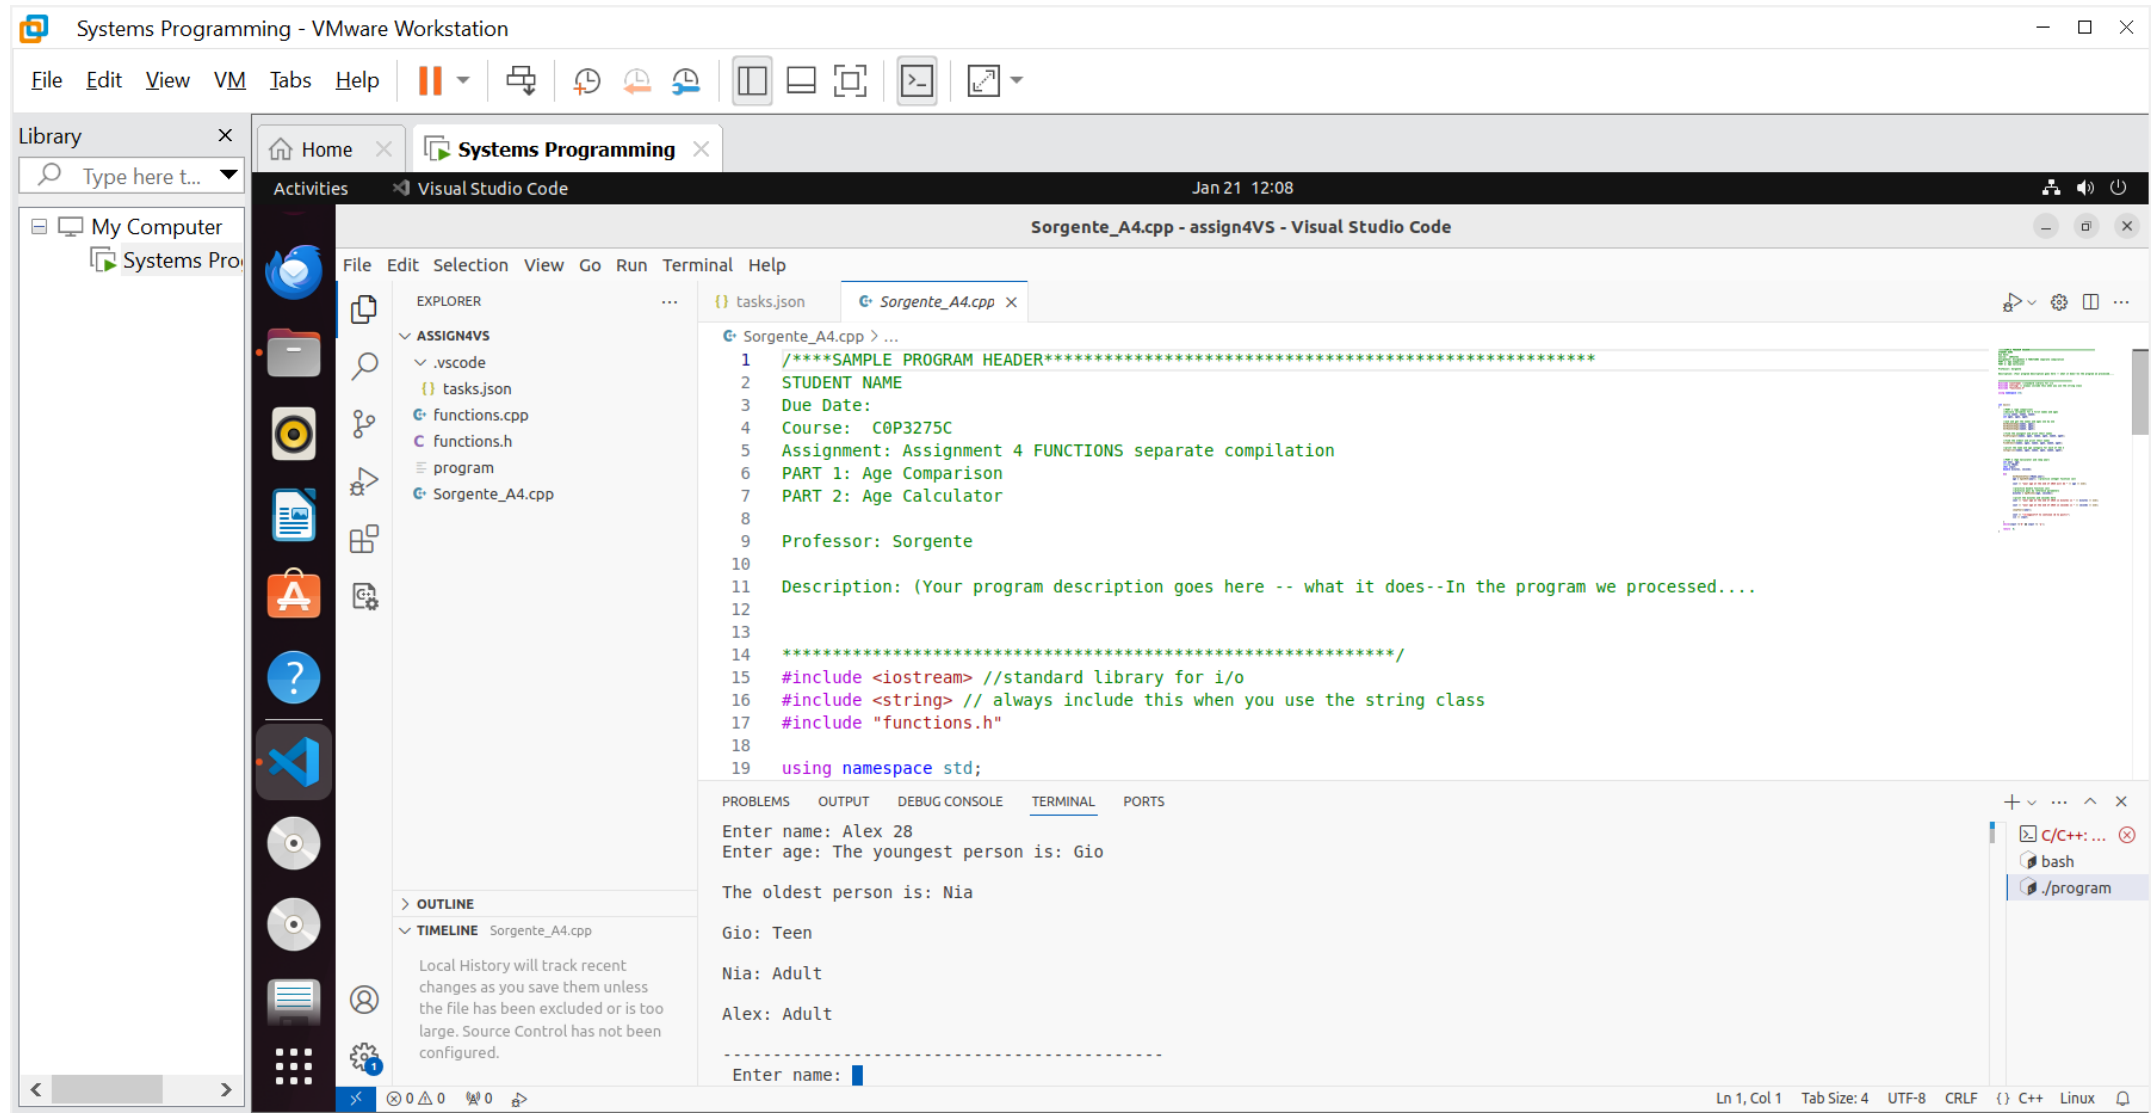 Systems Programming - VMware Workstation
File Edit View VM Tabs Help
Library
Type here t...
My Computer
Systems Pro
Home
Systems Programming
Activities Visual Studio Code Jan 21 12:08
Sorgente_A4.cpp - assign4VS - Visual Studio Code
File Edit Selection View Go Run Terminal Help
EXPLORER
ASSIGN4VS
.vscode
{} tasks.json
functions.cpp
C functions.h
program
Sorgente_A4.cpp
OUTLINE
TIMELINE Sorgente_A4.cpp
Local History will track recent
changes as you save them unless
the file has been excluded or is too
large. Source Control has not been
configured.
1
{} tasks.json Sorgente_A4.cpp
Sorgente_A4.cpp > ...
1 /****SAMPLE PROGRAM HEADER*******************************************************
2 STUDENT NAME
3 Due Date:
4 Course:  C0P3275C
5 Assignment: Assignment 4 FUNCTIONS separate compilation
6 PART 1: Age Comparison
7 PART 2: Age Calculator
8
9 Professor: Sorgente
10
11 Description: (Your program description goes here -- what it does--In the program we processed....
12
13
14 *************************************************************/
15 #include <iostream> //standard library for i/o
16 #include <string> // always include this when you use the string class
17 #include "functions.h"
18
19 using namespace std;
PROBLEMS OUTPUT DEBUG CONSOLE TERMINAL PORTS
Enter name: Alex 28
Enter age: The youngest person is: Gio
The oldest person is: Nia
Gio: Teen
Nia: Adult
Alex: Adult
--------------------------------------------
Enter name:
C/C++: ...
bash
./program
0 0 0 Ln 1, Col 1 Tab Size: 4 UTF-8 CRLF {} C++ Linux